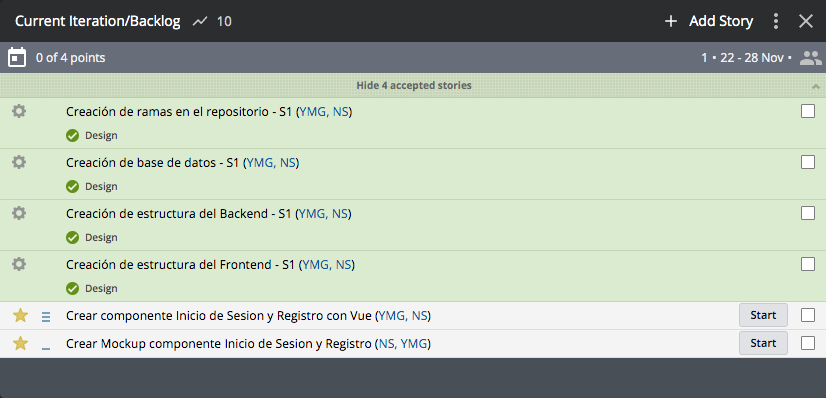 Current Iteration/Backlog 10 + Add Story
0 of 4 points 1 • 22 - 28 Nov •
Hide 4 accepted stories
Creación de ramas en el repositorio - S1 (YMG, NS)
Design
Creación de base de datos - S1 (YMG, NS)
Design
Creación de estructura del Backend - S1 (YMG, NS)
Design
Creación de estructura del Frontend - S1 (YMG, NS)
Design
Crear componente Inicio de Sesion y Registro con Vue (YMG, NS) Start
Crear Mockup componente Inicio de Sesion y Registro (NS, YMG) Start